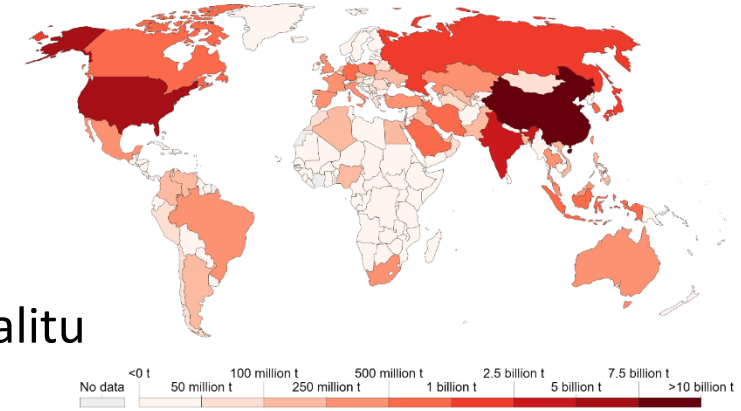 alitu
<0 t 100 million t 500 million t 2.5 billion t 7.5 billion t
No data 50 million t 250 million t 1 billion t 5 billion t >10 billion t